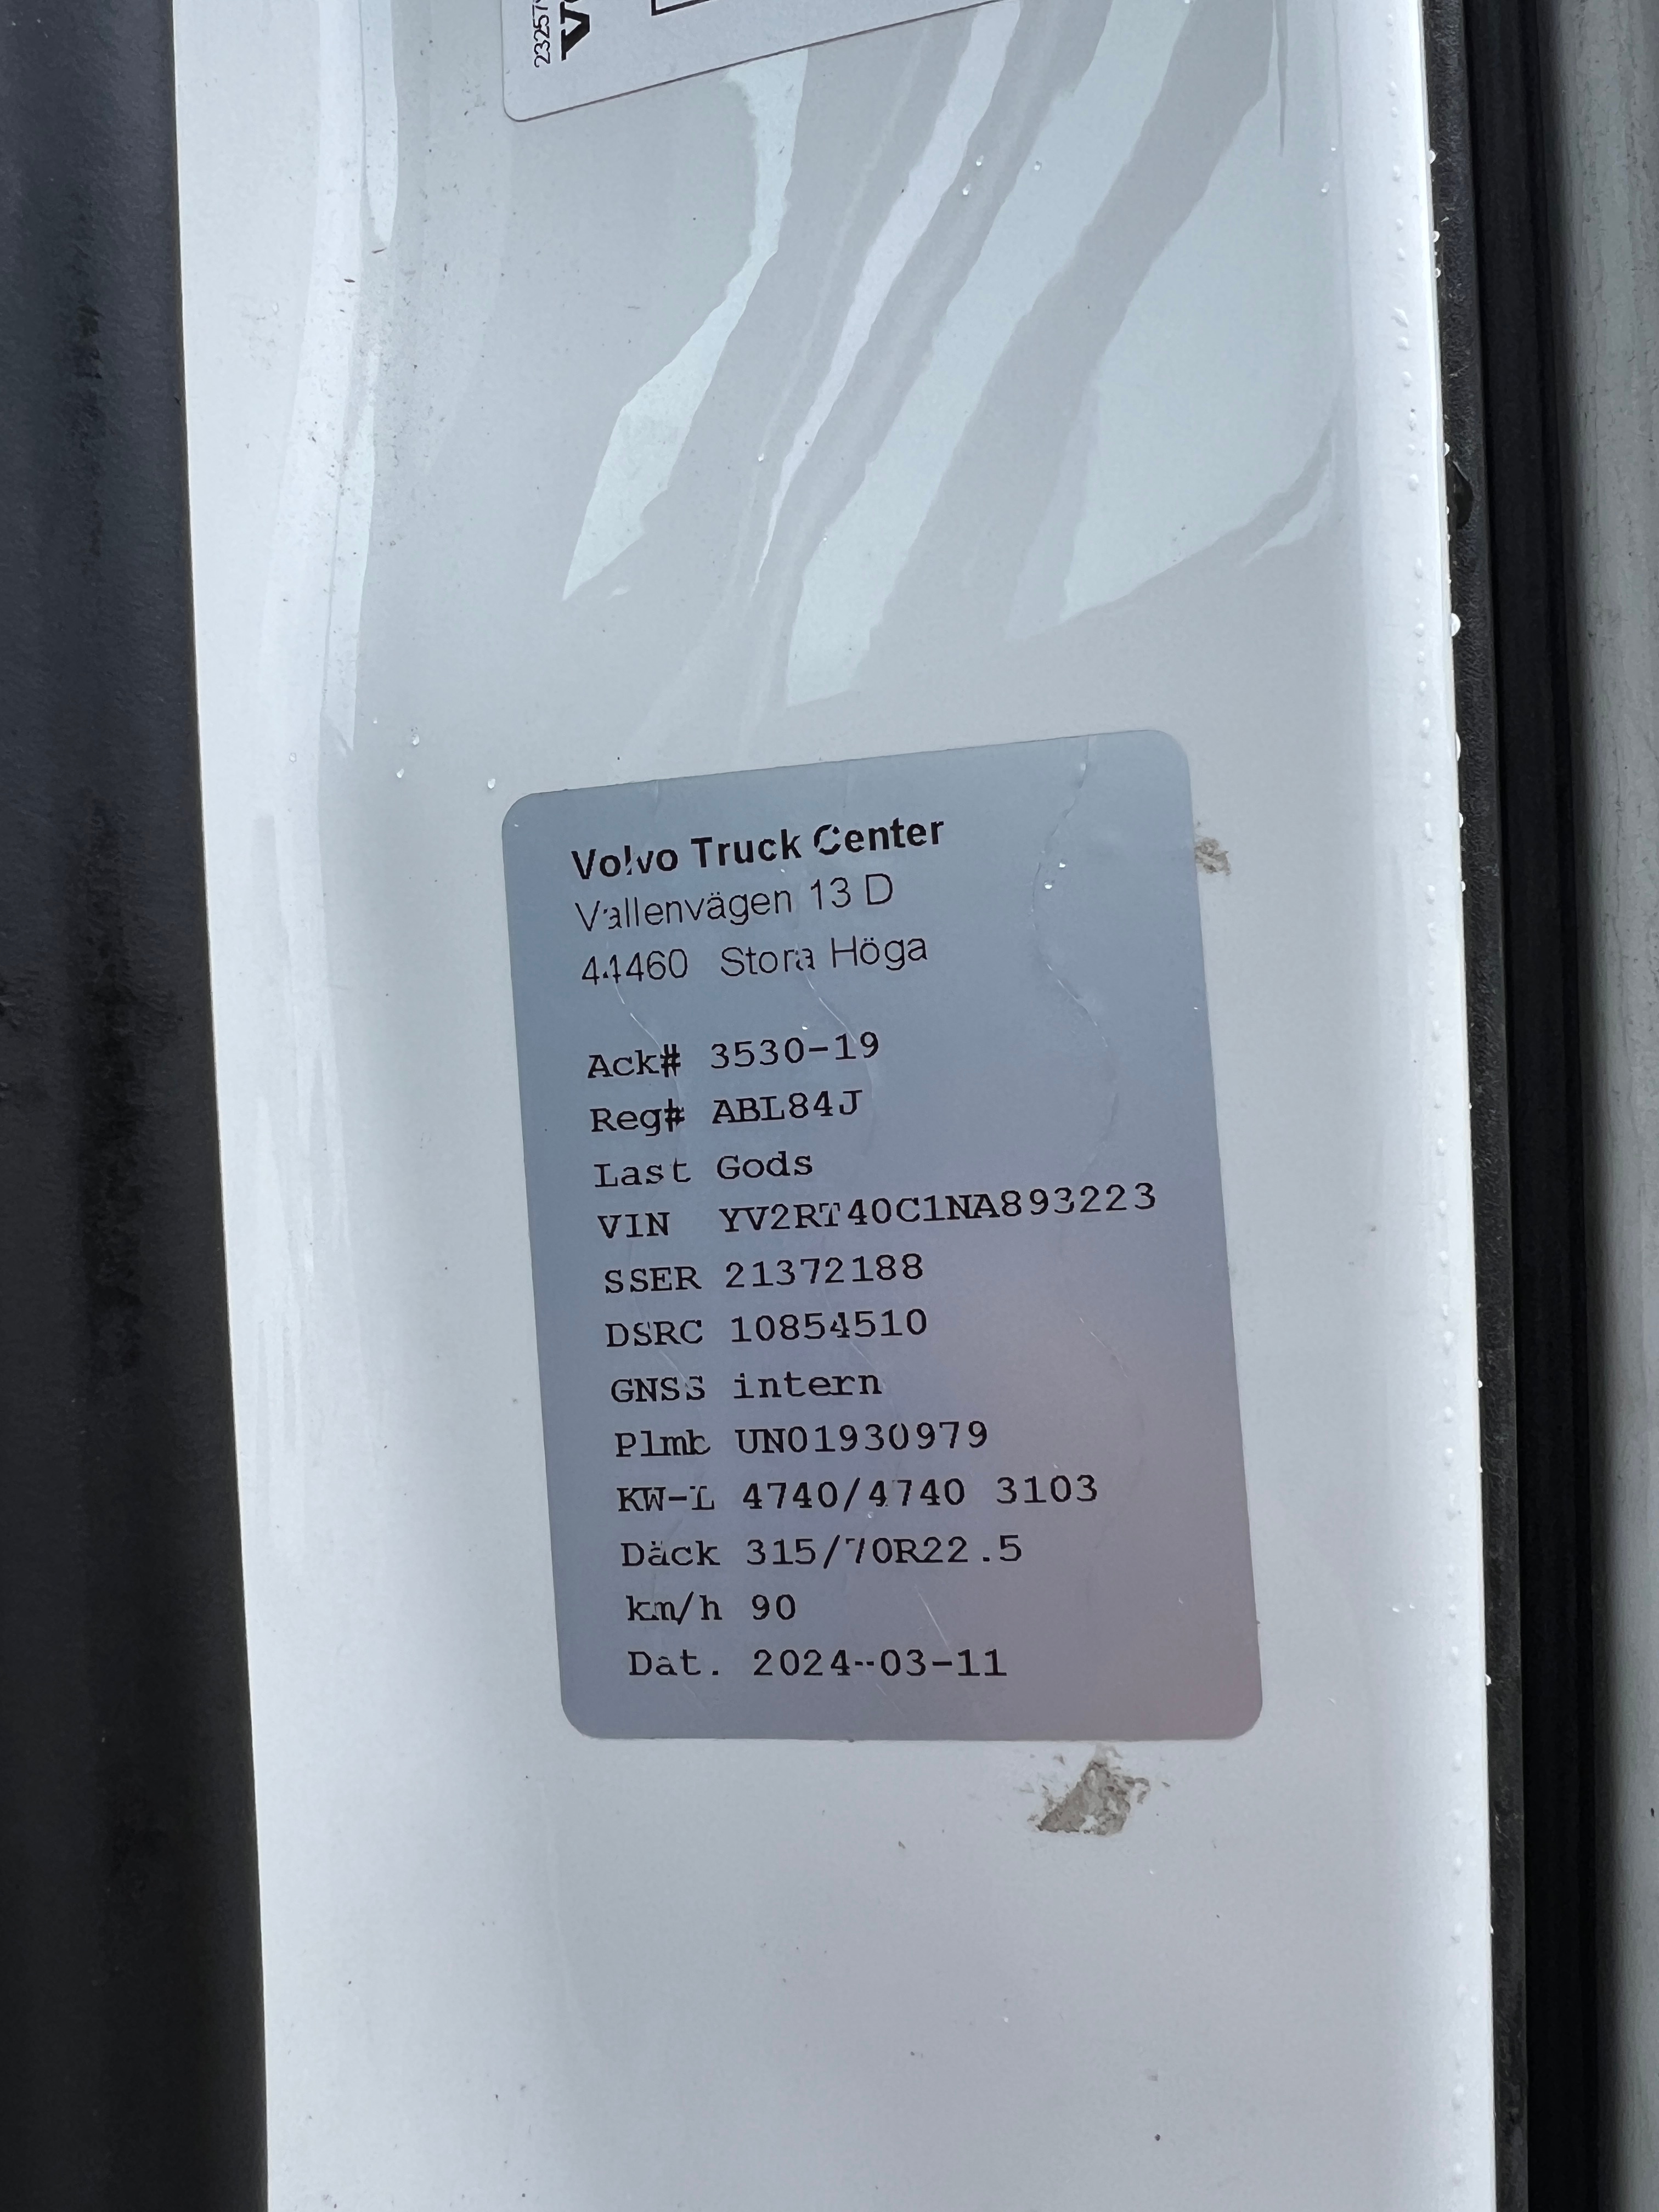 Volvo Truck Center
Vallenvägen 13 D
44460 Stora Höga
Ack# 3530-19
Reg# ABL84J
Last Gods
VIN YV2RT40C1NA893223
SSER 21372188
DSRC 10854510
GNSS intern
Plmb UN01930979
KW-L 4740/4740 3103
Däck 315/70R22.5
km/h 90
Dat. 2024-03-11